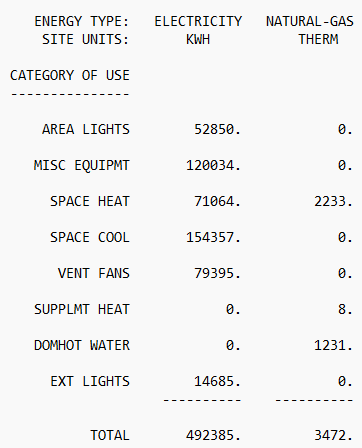 ENERGY TYPE: ELECTRICITY NATURAL-GAS
SITE UNITS: KWH THERM
CATEGORY OF USE
---------------
AREA LIGHTS 52850. 0.
MISC EQUIPMT 120034. 0.
SPACE HEAT 71064. 2233.
SPACE COOL 154357. 0.
VENT FANS 79395. 0.
SUPPLMT HEAT 0. 8.
DOMHOT WATER 0. 1231.
EXT LIGHTS 14685. 0.
---------- ----------
TOTAL 492385. 3472.